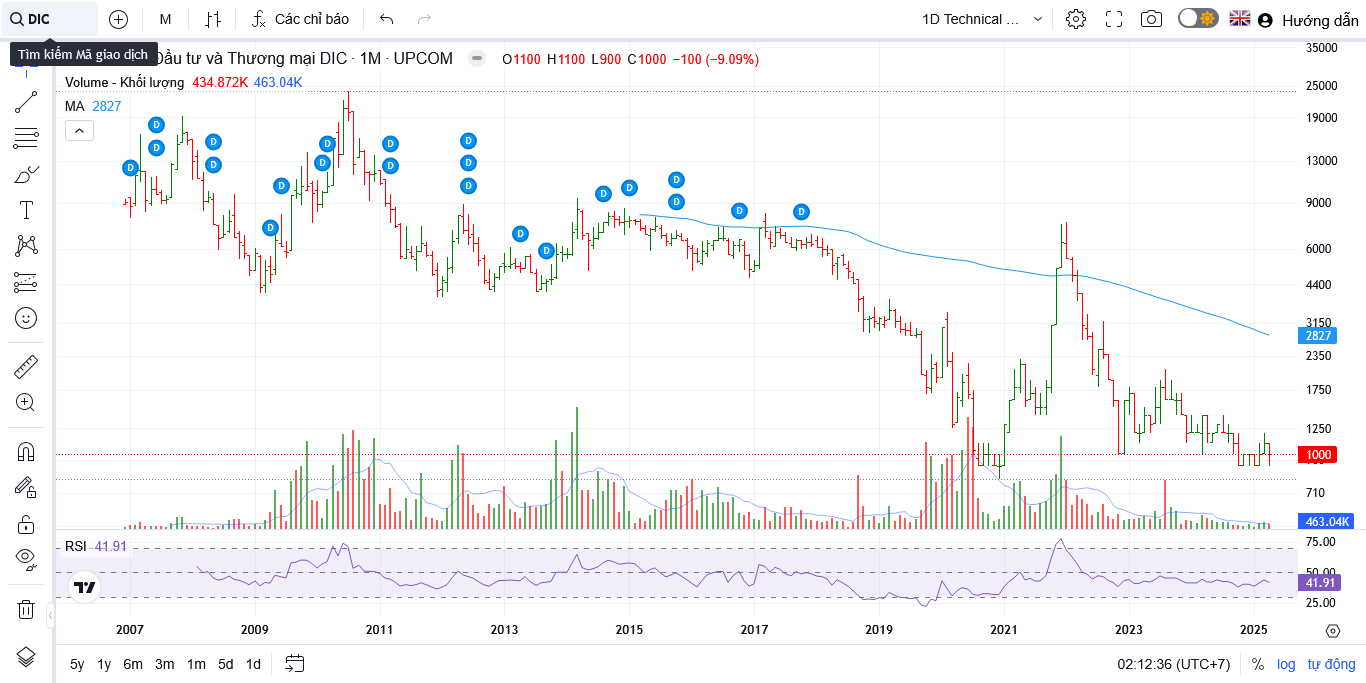 DIC
M
Các chỉ báo
1D Technical ...
Hướng dẫn
Tìm kiếm Mã giao dịch
Đầu tư và Thương mại DIC · 1M · UPCOM
O1100 H1100 L900 C1000 −100 (−9.09%)
Volume - Khối lượng 434.872K 463.04K
MA 2827
D D D D D D D D D D D D D D D D D D D D D D D
35000
25000
19000
13000
9000
6000
4400
3150
2827
2350
1750
1250
1000
710
463.04K
RSI 41.91
75.00
50.00
41.91
25.00
2007 2009 2011 2013 2015 2017 2019 2021 2023 2025
5y 1y 6m 3m 1m 5d 1d
02:12:36 (UTC+7) % log tự động